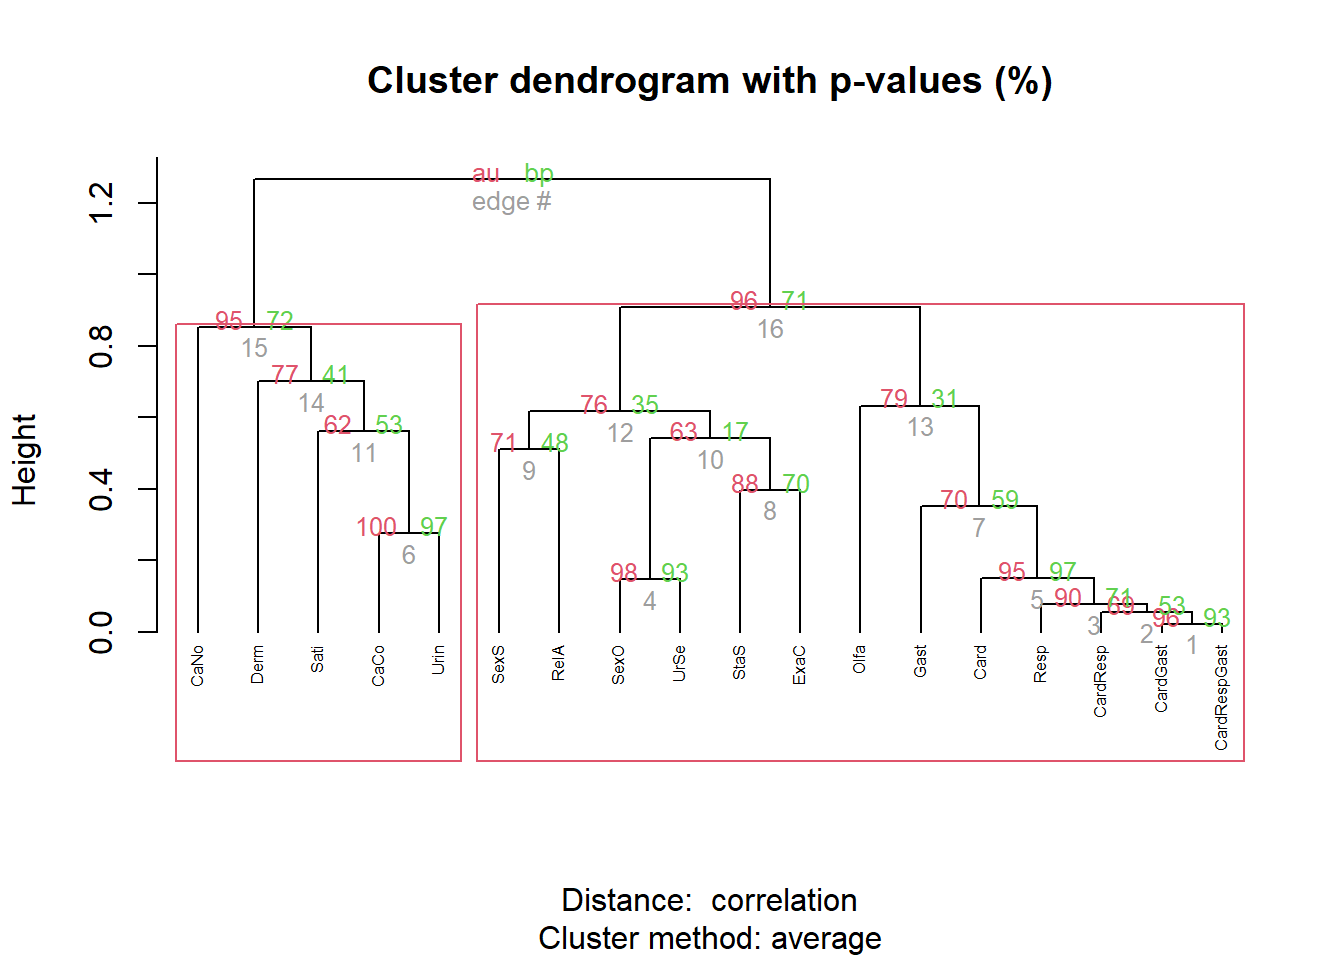 Cluster dendrogram with p-values (%)
Height
1.2
0.8
0.4
0.0
au bp
edge #
96 71
16
95 72
15
77 41
14
62 53
11
100 97
6
76 35
12
71 48
9
63 17
10
88 70
8
98 93
4
79 31
13
70 59
7
95 97
5
90 71
3
69 53
2
96 93
1
CaNo
Derm
Sati
CaCo
Urin
SexS
RelA
SexO
UrSe
StaS
ExaC
Olfa
Gast
Card
Resp
CardResp
CardGast
CardRespGast
Distance: correlation
Cluster method: average